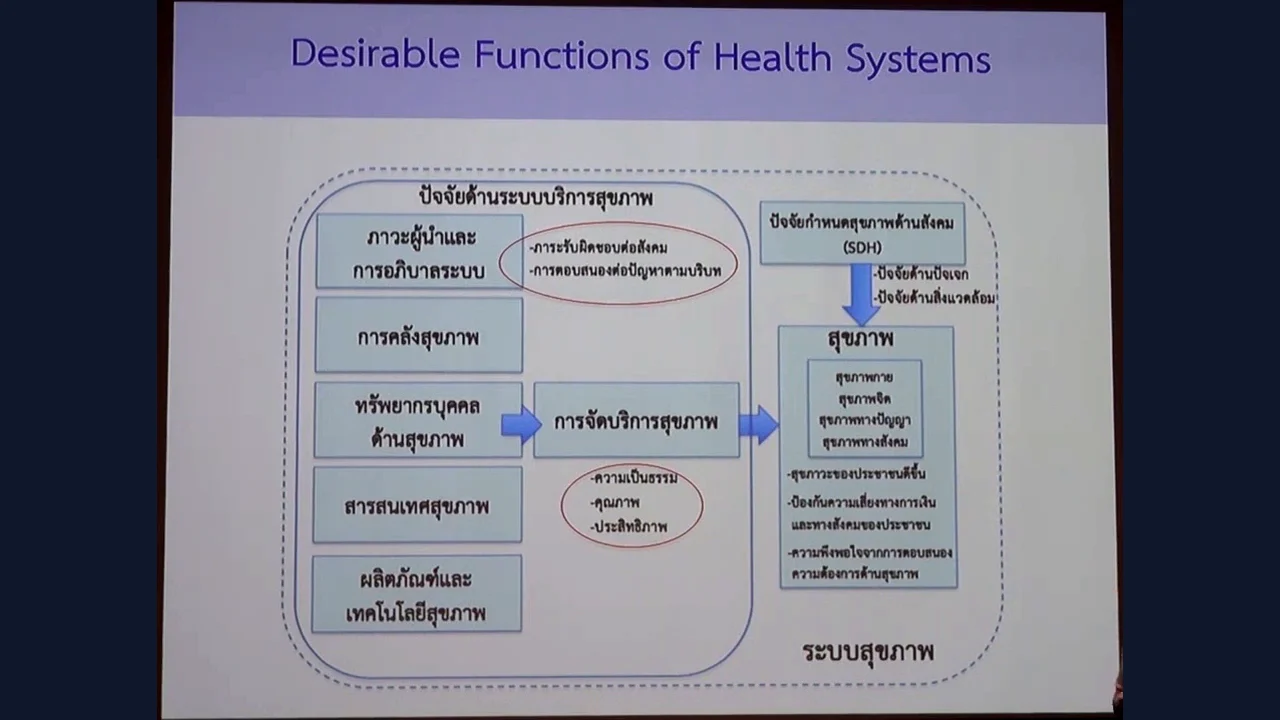 Desirable Functions of Health Systems
ปัจจัยด้านระบบบริการสุขภาพ
ภาวะผู้นำและ
การอภิบาลระบบ
-ภาระรับผิดชอบต่อสังคม
-การตอบสนองต่อปัญหาตามบริบท
การคลังสุขภาพ
ทรัพยากรบุคคล
ด้านสุขภาพ
สารสนเทศสุขภาพ
ผลิตภัณฑ์และ
เทคโนโลยีสุขภาพ
การจัดบริการสุขภาพ
-ความเป็นธรรม
-คุณภาพ
-ประสิทธิภาพ
ปัจจัยกำหนดสุขภาพด้านสังคม
(SDH)
-ปัจจัยด้านปัจเจก
-ปัจจัยด้านสิ่งแวดล้อม
สุขภาพ
สุขภาพกาย
สุขภาพจิต
สุขภาพทางปัญญา
สุขภาพทางสังคม
-สุขภาวะของประชาชนดีขึ้น
-ป้องกันความเสี่ยงทางการเงิน
และทางสังคมของประชาชน
-ความพึงพอใจจากการตอบสนอง
ความต้องการด้านสุขภาพ
ระบบสุขภาพ